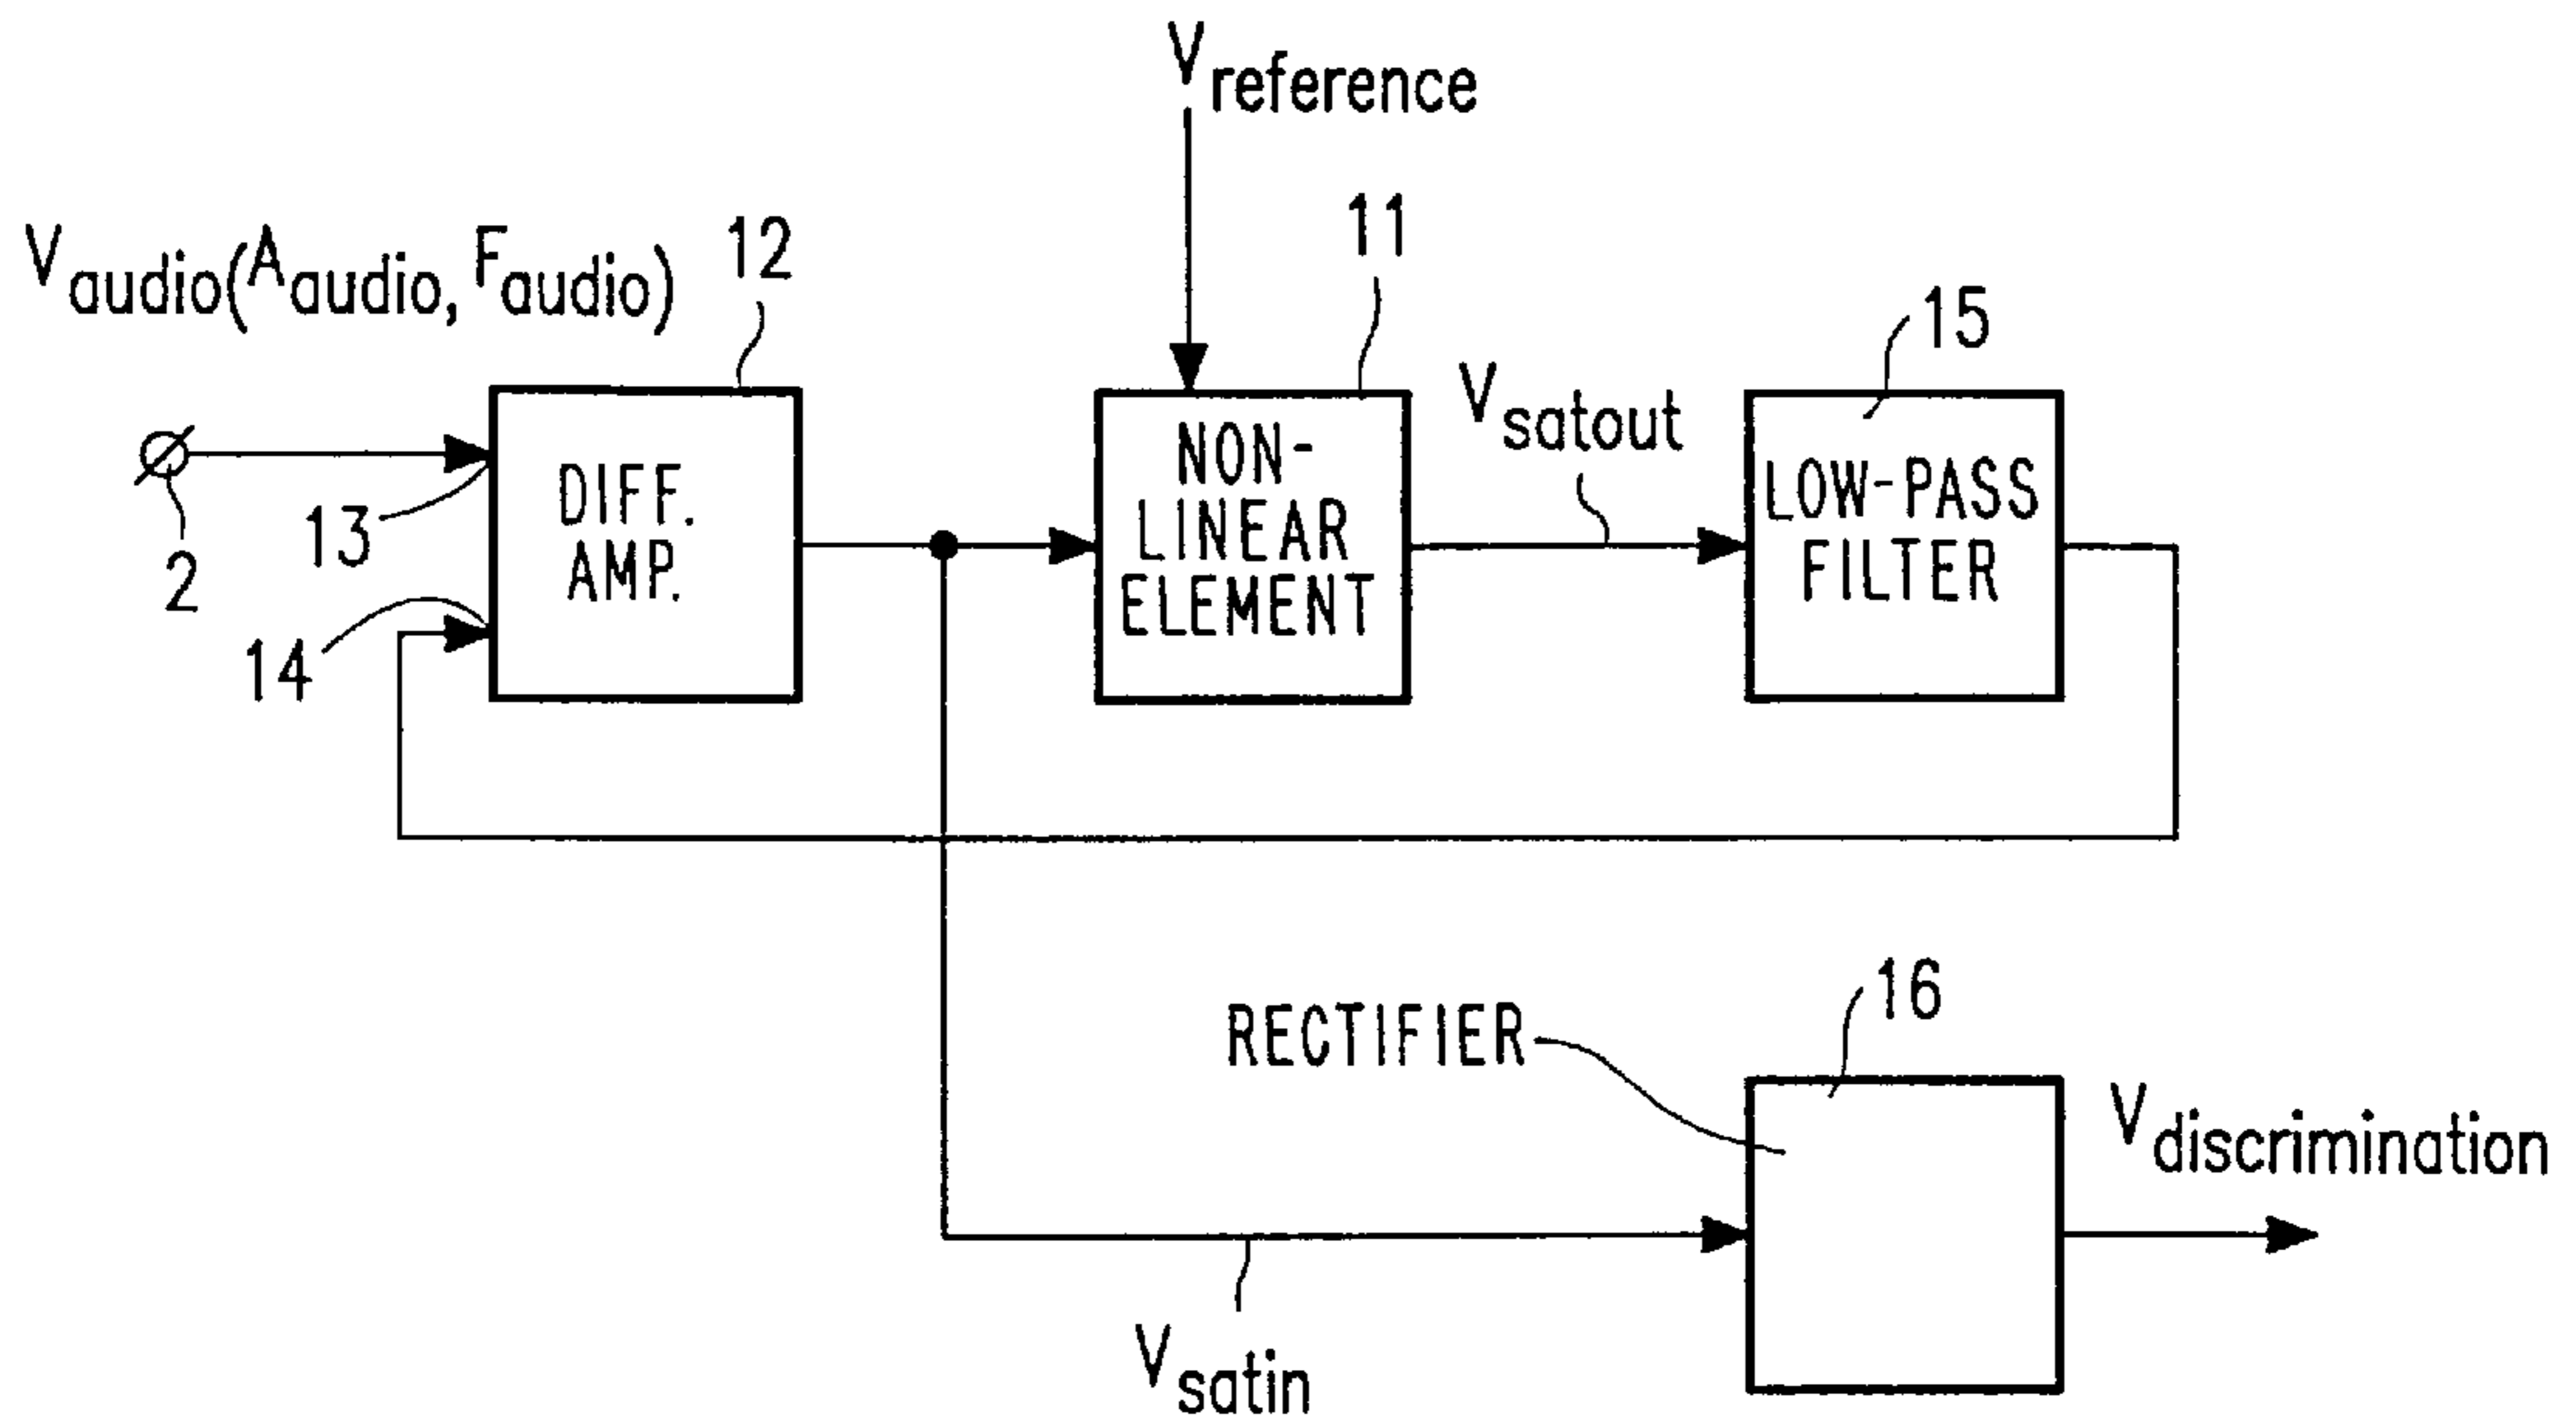 Vreference
Vaudio(Aaudio, Faudio)
12
11
15
Vsatout
2
13
14
DIFF.
AMP.
NON-
LINEAR
ELEMENT
LOW-PASS
FILTER
RECTIFIER
16
Vdiscrimination
Vsatin